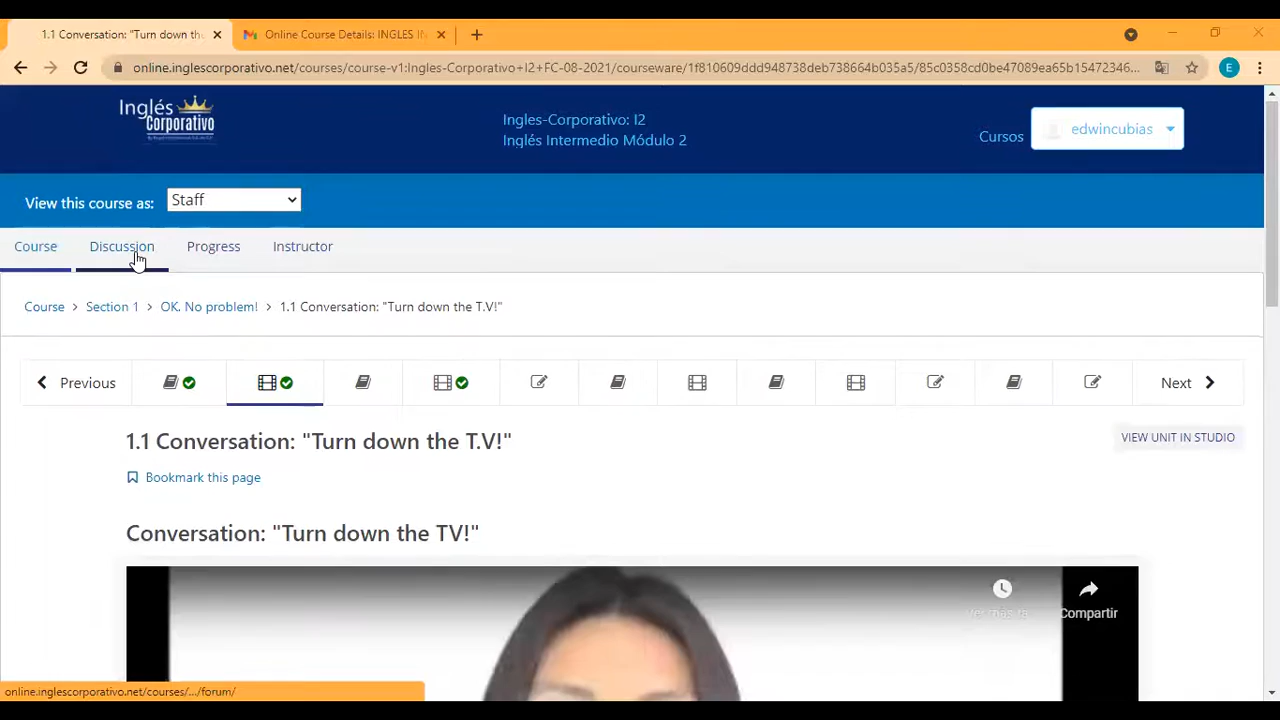 1.1 Conversation: "Turn down the
Online Course Details: INGLES IN
online.inglescorporativo.net/courses/course-v1:Ingles-Corporativo+I2+FC-08-2021/courseware/1f810609ddd948738deb738664b035a5/85c0358cd0be47089ea65b15472346...
E
Inglés
Corporativo
Ingles-Corporativo: I2
Inglés Intermedio Módulo 2
Cursos
edwincubias
View this course as:
Staff
Course
Discussion
Progress
Instructor
Course > Section 1 > OK. No problem! > 1.1 Conversation: "Turn down the T.V!"
Previous
Next
1.1 Conversation: "Turn down the T.V!"
VIEW UNIT IN STUDIO
Bookmark this page
Conversation: "Turn down the TV!"
Compartir
online.inglescorporativo.net/courses/.../forum/